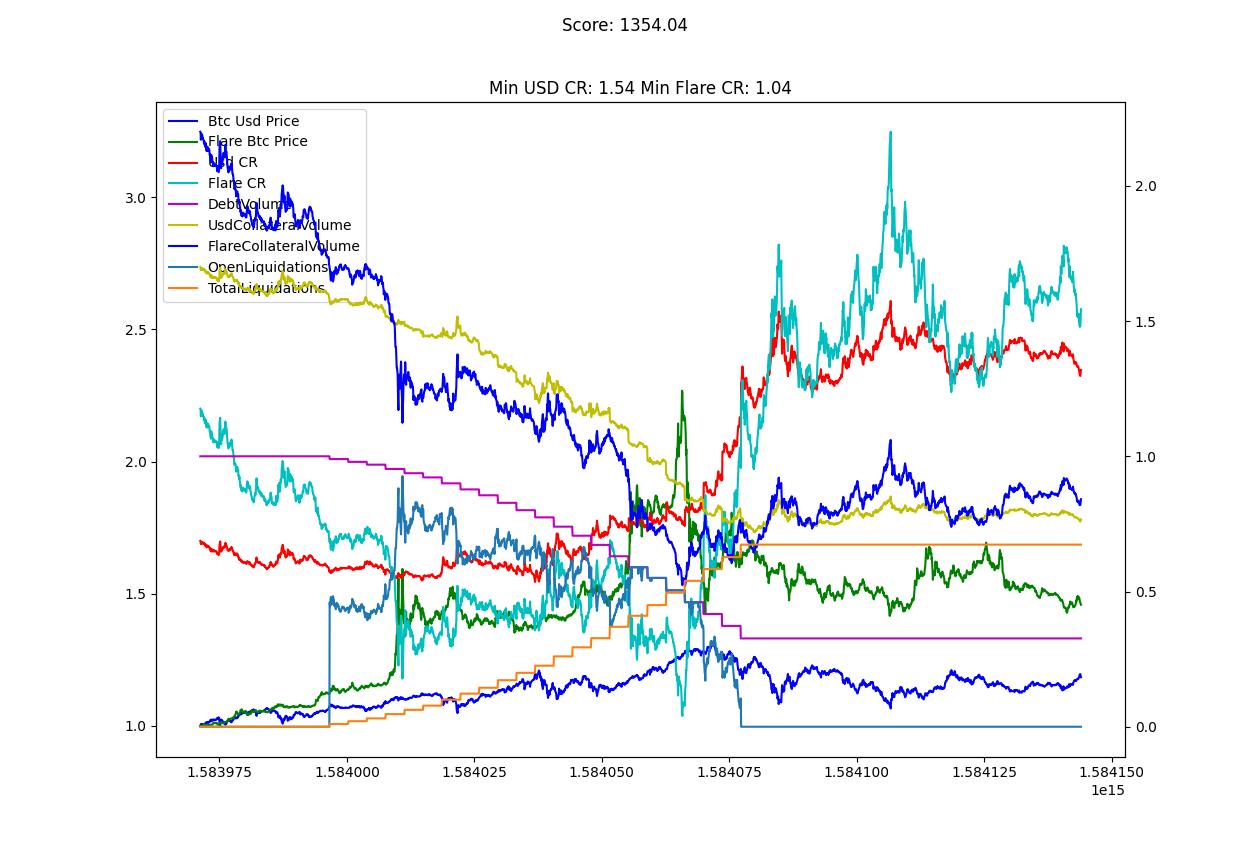 Score: 1354.04
Min USD CR: 1.54 Min Flare CR: 1.04
Btc Usd Price
Flare Btc Price
Usd CR
Flare CR
DebtVolume
UsdCollateralVolume
FlareCollateralVolume
OpenLiquidations
TotalLiquidations
3.0
2.5
2.0
1.5
1.0
2.0
1.5
1.0
0.5
0.0
1.583975 1.584000 1.584025 1.584050 1.584075 1.584100 1.584125 1.584150
1e15